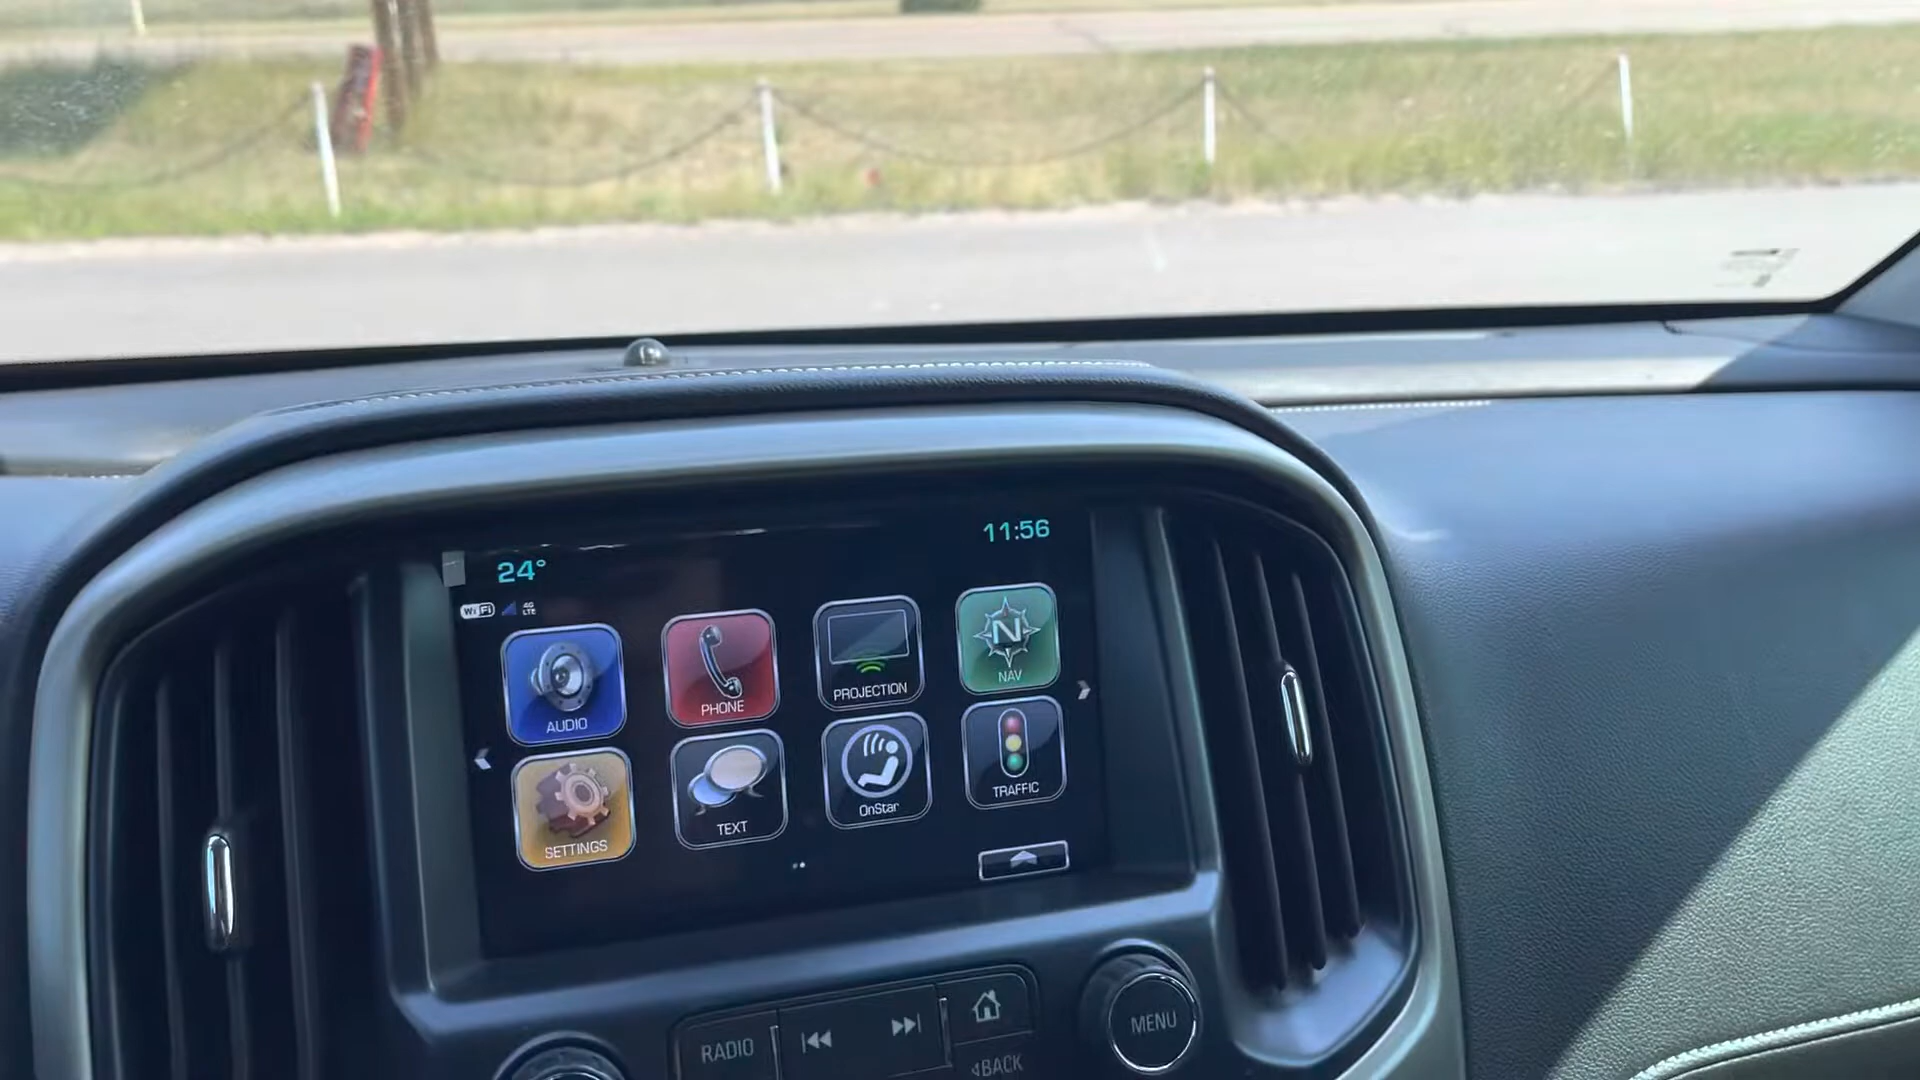 24°
11:56
WiFi
4G
LTE
AUDIO
PHONE
PROJECTION
N
NAV
SETTINGS
TEXT
OnStar
TRAFFIC
RADIO
BACK
MENU